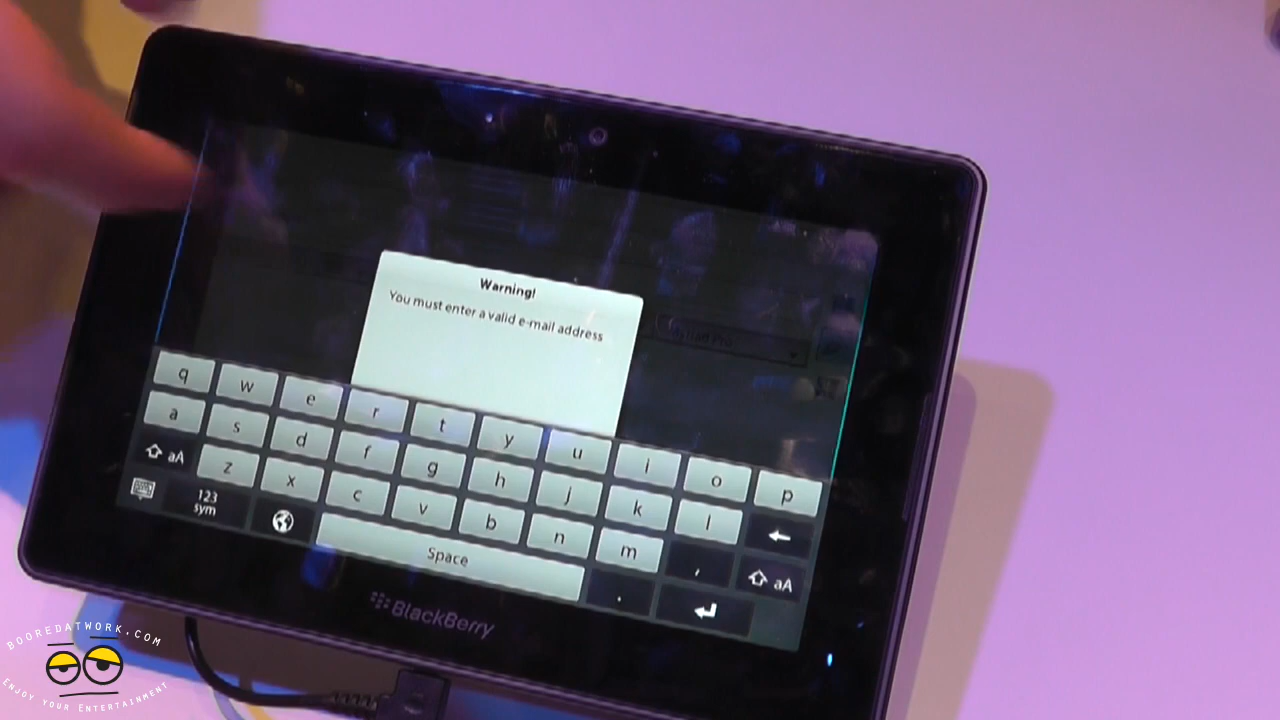 Warning!
You must enter a valid e-mail address
q w e r t y u i o p
a s d f g h j k l
aA z x c v b n m , aA
123
sym
Space .
BlackBerry
BOOREDATWORK.COM
ENJOY YOUR ENTERTAINMENT